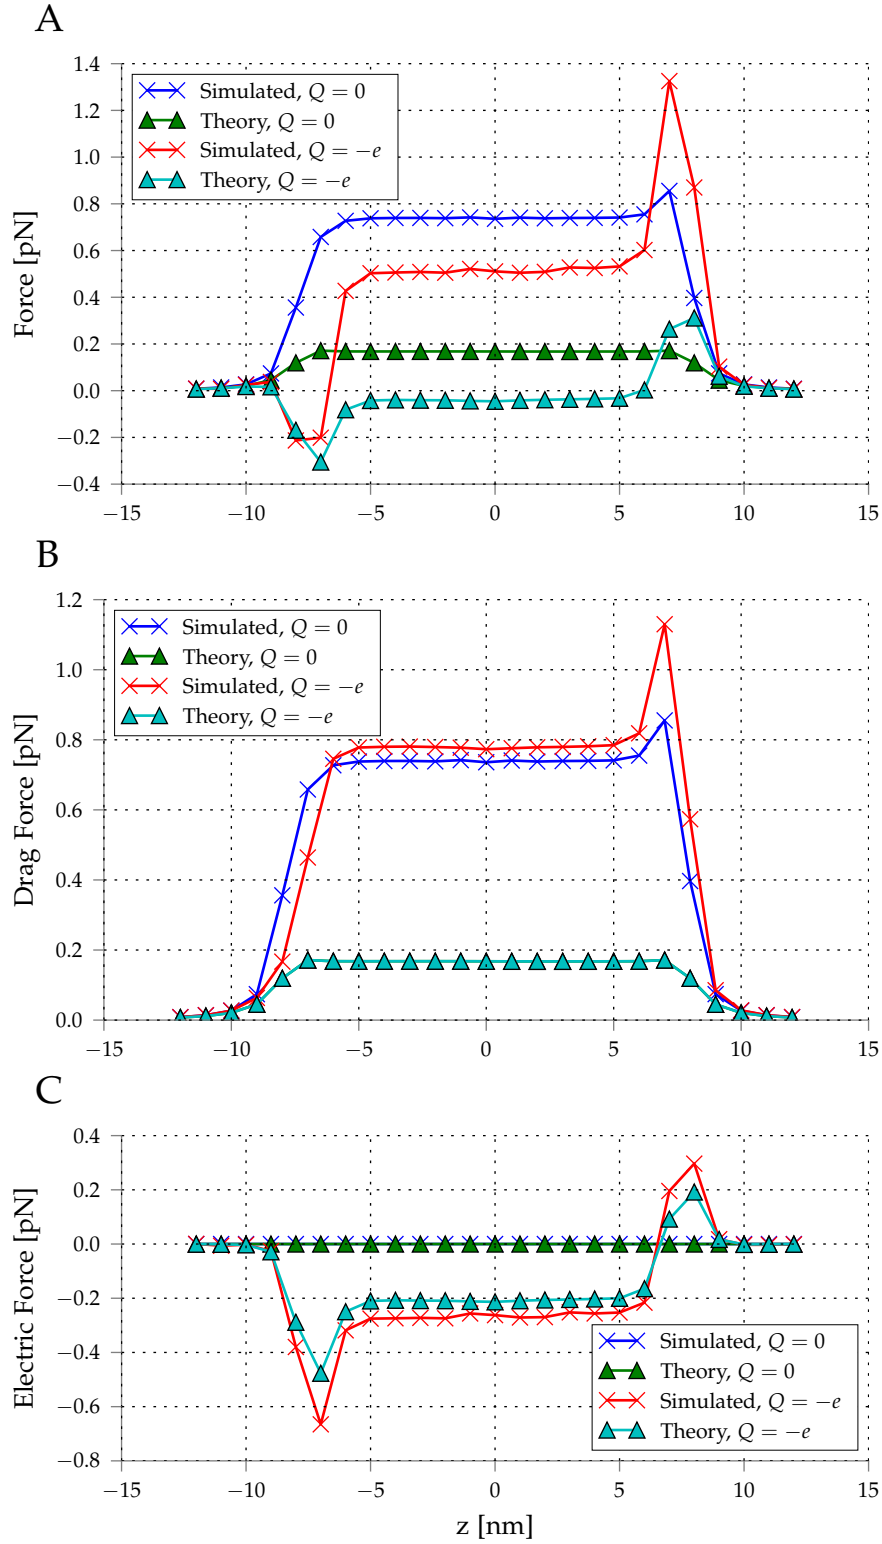 A
Force [pN]
1.4
1.2
1.0
0.8
0.6
0.4
0.2
0.0
−0.2
−0.4
Simulated, Q = 0
Theory, Q = 0
Simulated, Q = −e
Theory, Q = −e
−15 −10 −5 0 5 10 15
B
Drag Force [pN]
1.2
1.0
0.8
0.6
0.4
0.2
0.0
Simulated, Q = 0
Theory, Q = 0
Simulated, Q = −e
Theory, Q = −e
−15 −10 −5 0 5 10 15
C
Electric Force [pN]
0.4
0.2
0.0
−0.2
−0.4
−0.6
−0.8
Simulated, Q = 0
Theory, Q = 0
Simulated, Q = −e
Theory, Q = −e
−15 −10 −5 0 5 10 15
z [nm]